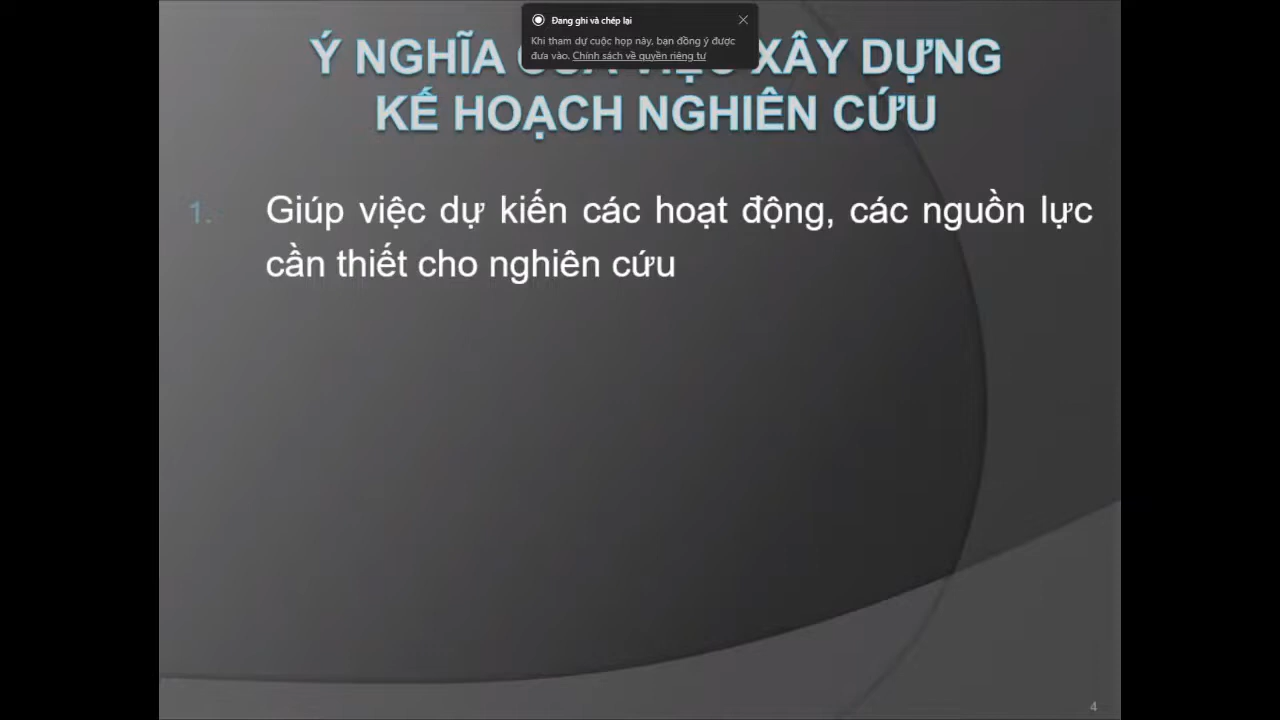 Đang ghi và chép lại
Khi tham dự cuộc họp này, bạn đồng ý được
đưa vào. Chính sách về quyền riêng tư
Ý NGHĨA VIỆC XÂY DỰNG
KẾ HOẠCH NGHIÊN CỨU
1. Giúp việc dự kiến các hoạt động, các nguồn lực
cần thiết cho nghiên cứu
4